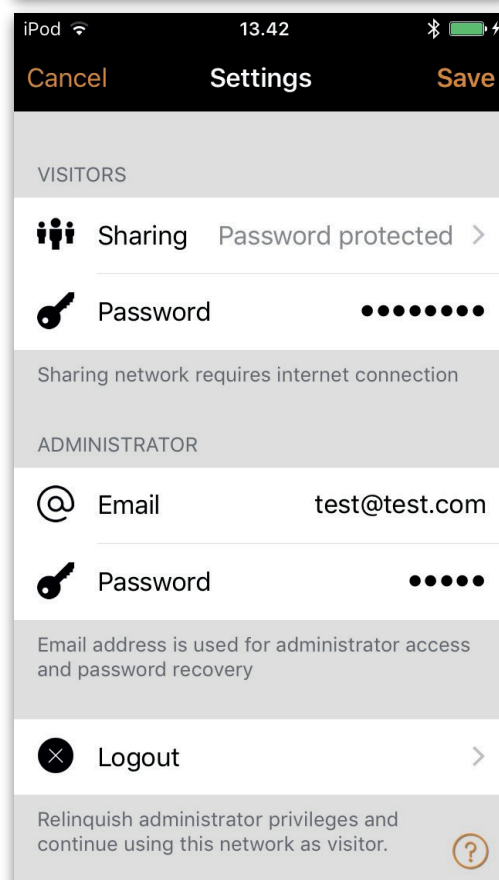 iPod 13.42
Cancel Settings Save
VISITORS
Sharing Password protected >
Password ••••••••
Sharing network requires internet connection
ADMINISTRATOR
@ Email test@test.com
Password •••••
Email address is used for administrator access
and password recovery
Logout >
Relinquish administrator privileges and
continue using this network as visitor.
?